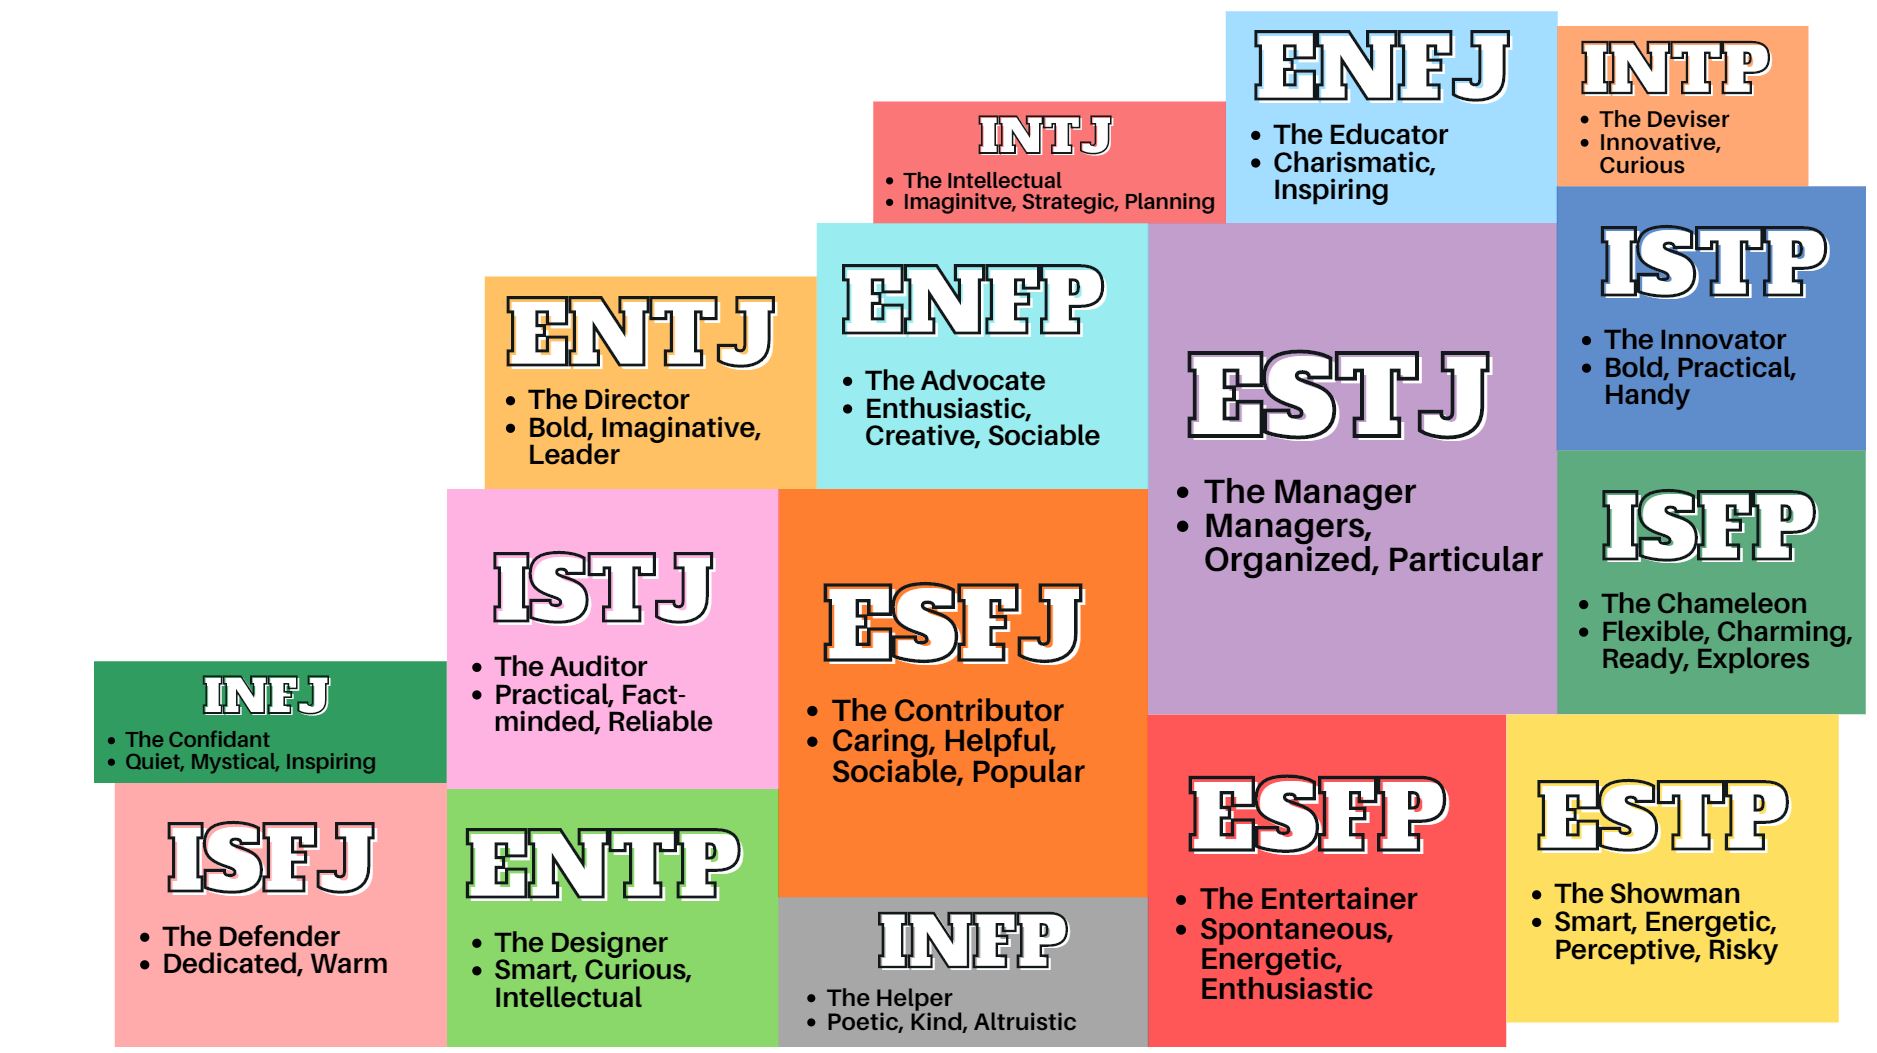 ENFJ
• The Educator
• Charismatic,
Inspiring
INTP
• The Deviser
• Innovative,
Curious
INTJ
• The Intellectual
• Imaginitve, Strategic, Planning
ENTJ
• The Director
• Bold, Imaginative,
Leader
ENFP
• The Advocate
• Enthusiastic,
Creative, Sociable
ESTJ
• The Manager
• Managers,
Organized, Particular
ISTP
• The Innovator
• Bold, Practical,
Handy
ISTJ
• The Auditor
• Practical, Fact-
minded, Reliable
ESFJ
• The Contributor
• Caring, Helpful,
Sociable, Popular
ISFP
• The Chameleon
• Flexible, Charming,
Ready, Explores
INFJ
• The Confidant
• Quiet, Mystical, Inspiring
ISFJ
• The Defender
• Dedicated, Warm
ENTP
• The Designer
• Smart, Curious,
Intellectual
INFP
• The Helper
• Poetic, Kind, Altruistic
ESFP
• The Entertainer
• Spontaneous,
Energetic,
Enthusiastic
ESTP
• The Showman
• Smart, Energetic,
Perceptive, Risky